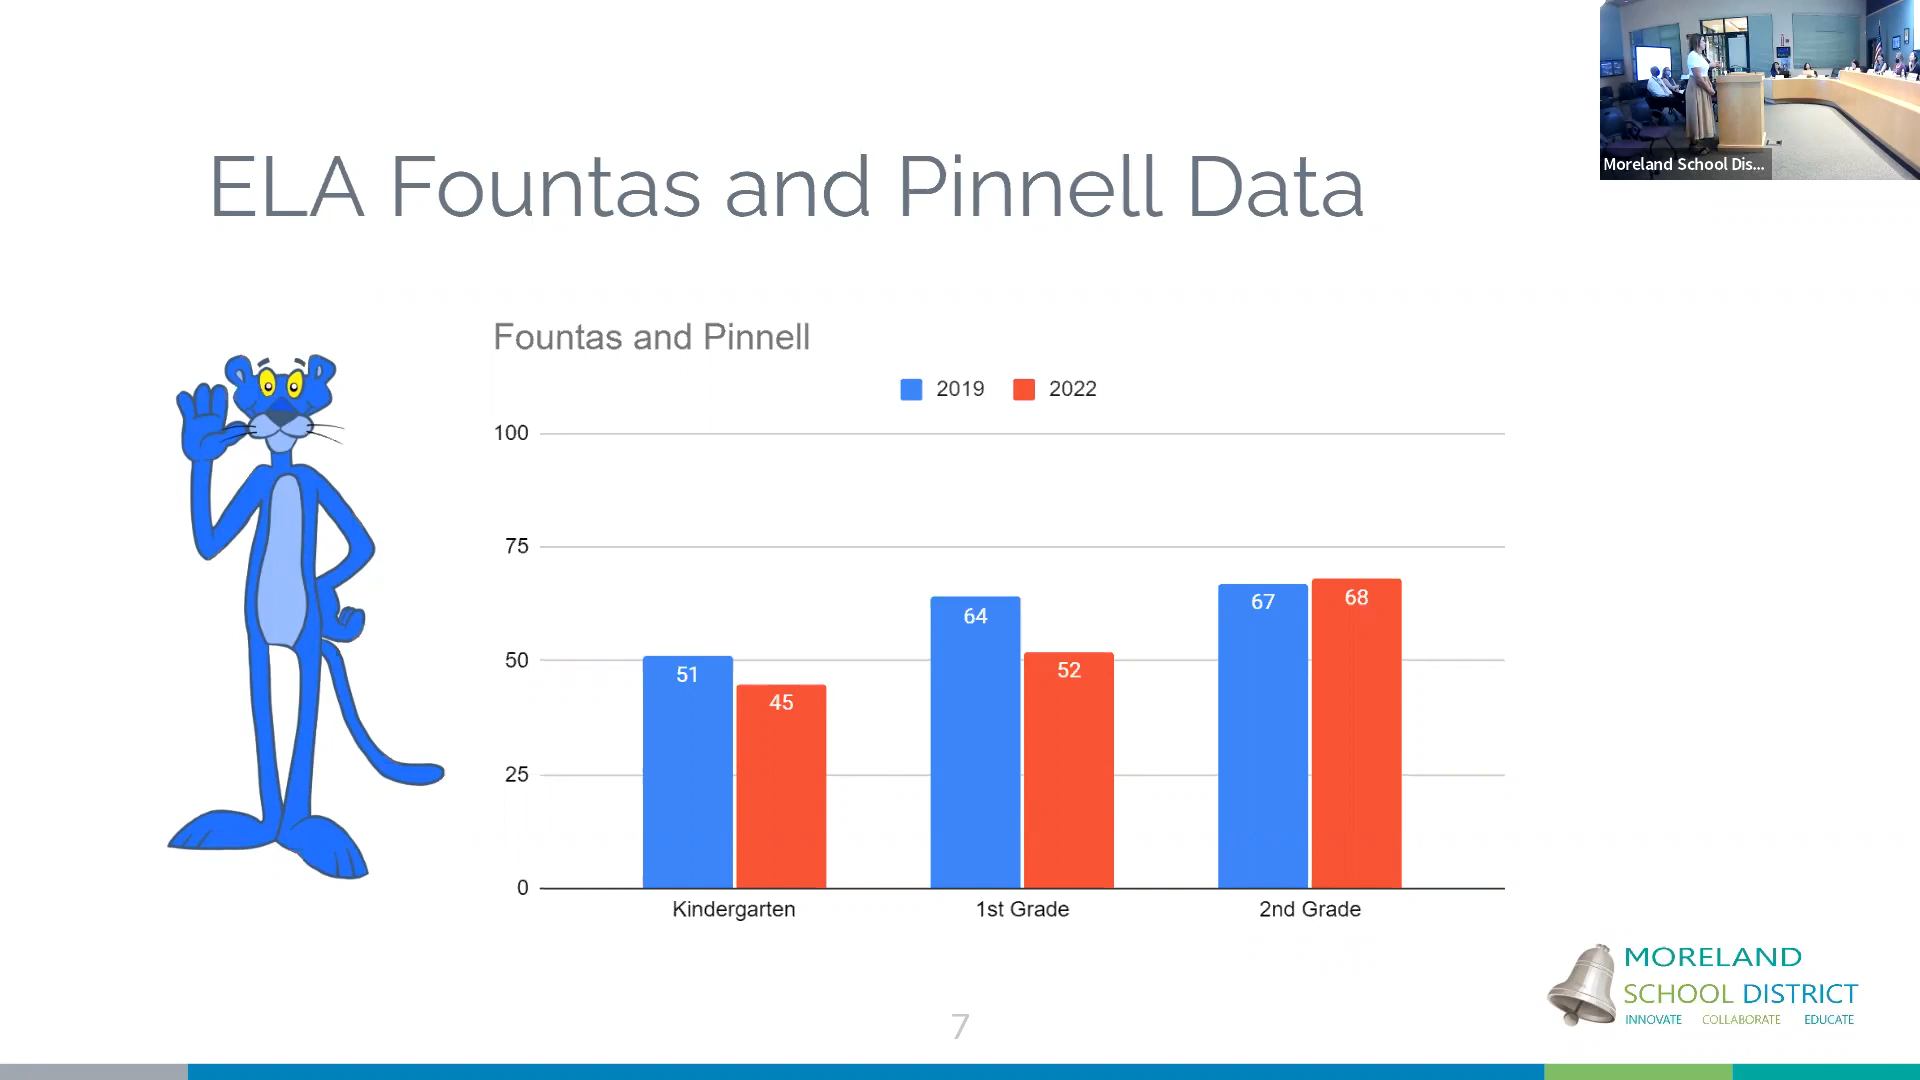 Moreland School Dis...
ELA Fountas and Pinnell Data
Fountas and Pinnell
2019 2022
100
75
50
25
0
51
45
64
52
67
68
Kindergarten 1st Grade 2nd Grade
MORELAND
SCHOOL DISTRICT
INNOVATE COLLABORATE EDUCATE
7